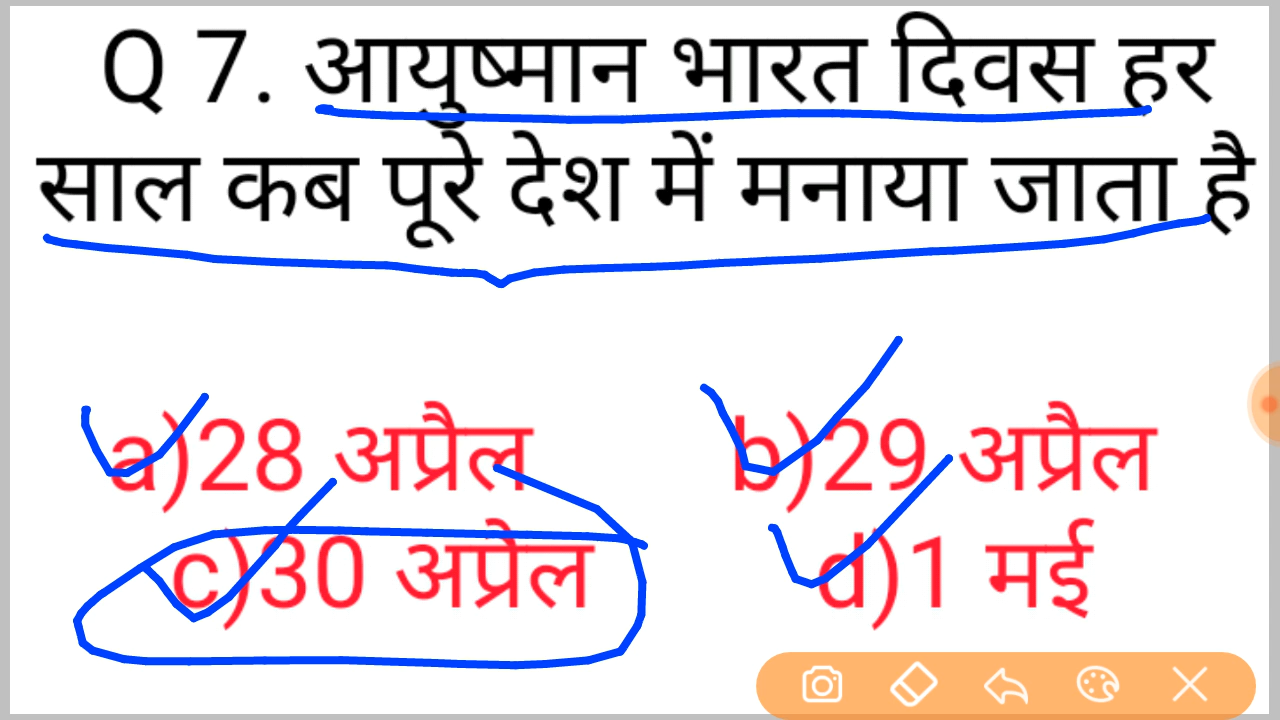 Q 7. आयुष्मान भारत दिवस हर
साल कब पूरे देश में मनाया जाता है
a)28 अप्रैल b)29 अप्रैल
c)30 अप्रेल d)1 मई